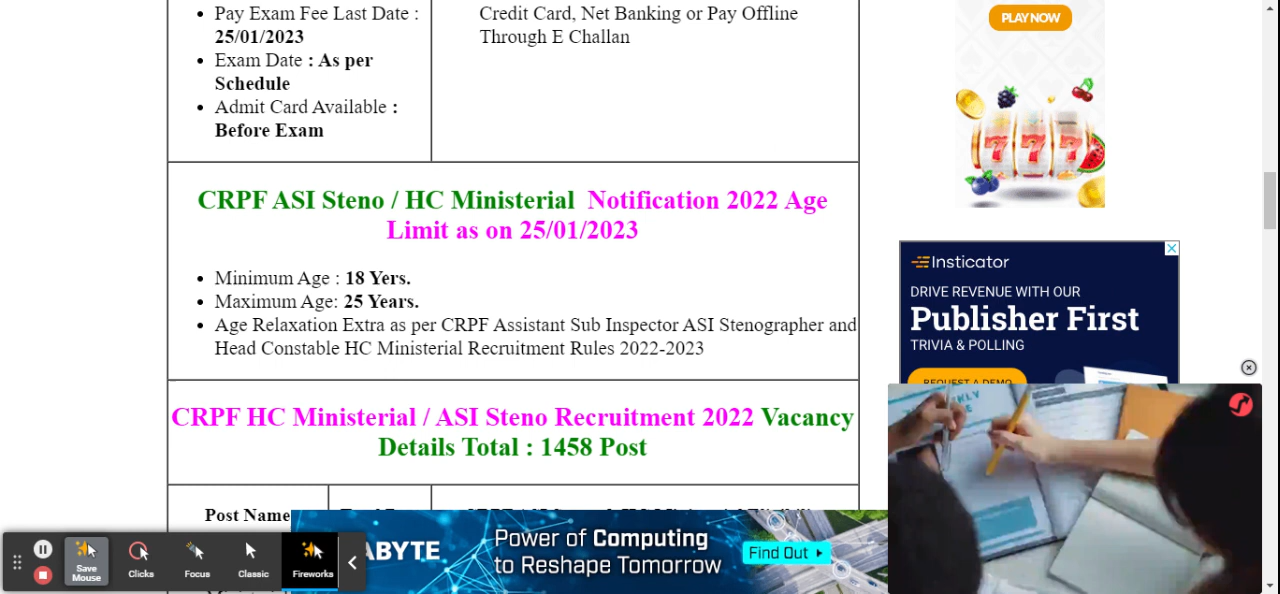 Pay Exam Fee Last Date :
25/01/2023
Exam Date : As per
Schedule
Admit Card Available :
Before Exam
Credit Card, Net Banking or Pay Offline
Through E Challan
CRPF ASI Steno / HC Ministerial Notification 2022 Age
Limit as on 25/01/2023
Minimum Age : 18 Yers.
Maximum Age: 25 Years.
Age Relaxation Extra as per CRPF Assistant Sub Inspector ASI Stenographer and
Head Constable HC Ministerial Recruitment Rules 2022-2023
CRPF HC Ministerial / ASI Steno Recruitment 2022 Vacancy
Details Total : 1458 Post
Post Name
PLAY NOW
7 7 7
Insticator
DRIVE REVENUE WITH OUR
Publisher First
TRIVIA & POLLING
REQUEST A DEMO
ABYTE
Power of Computing
to Reshape Tomorrow
Find Out
Save
Mouse
Clicks
Focus
Classic
Fireworks